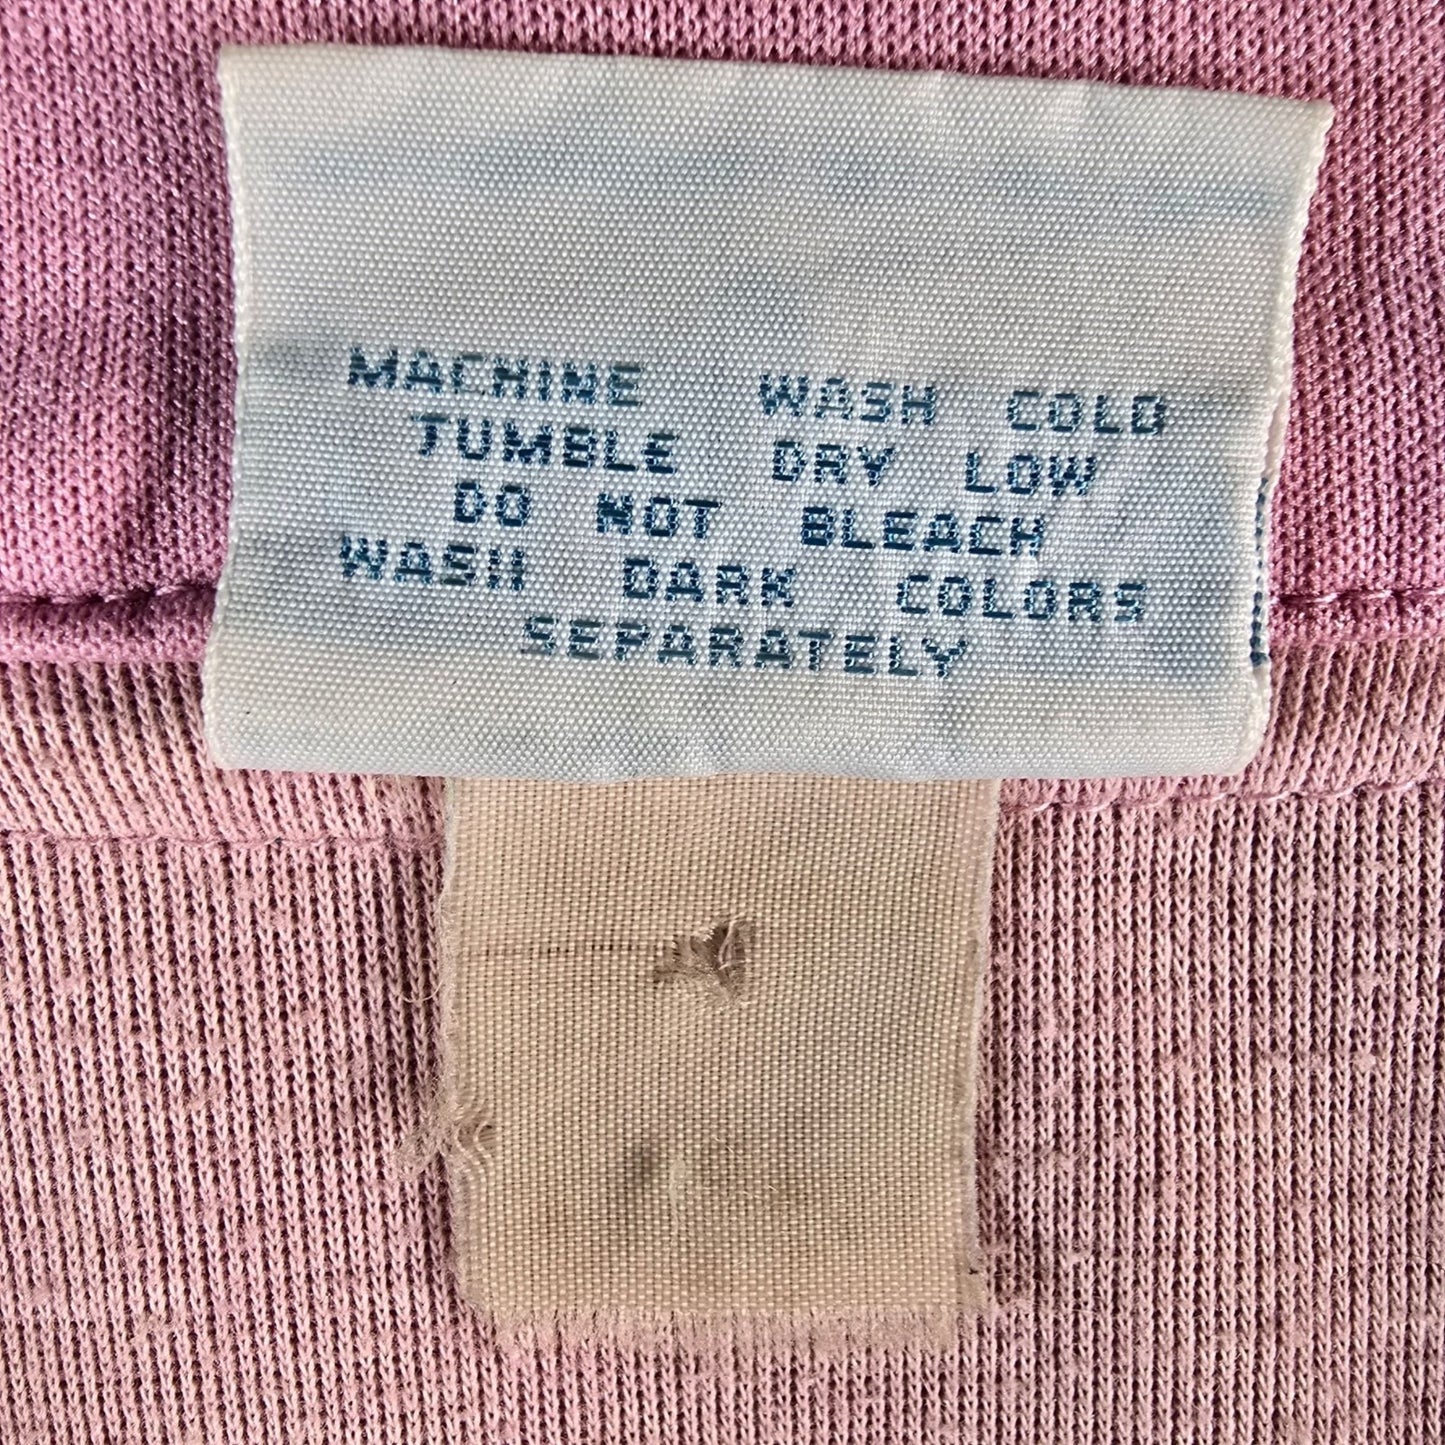 MACHINE WASH COLD
TUMBLE DRY LOW
DO NOT BLEACH
WASH DARK COLORS
SEPARATELY